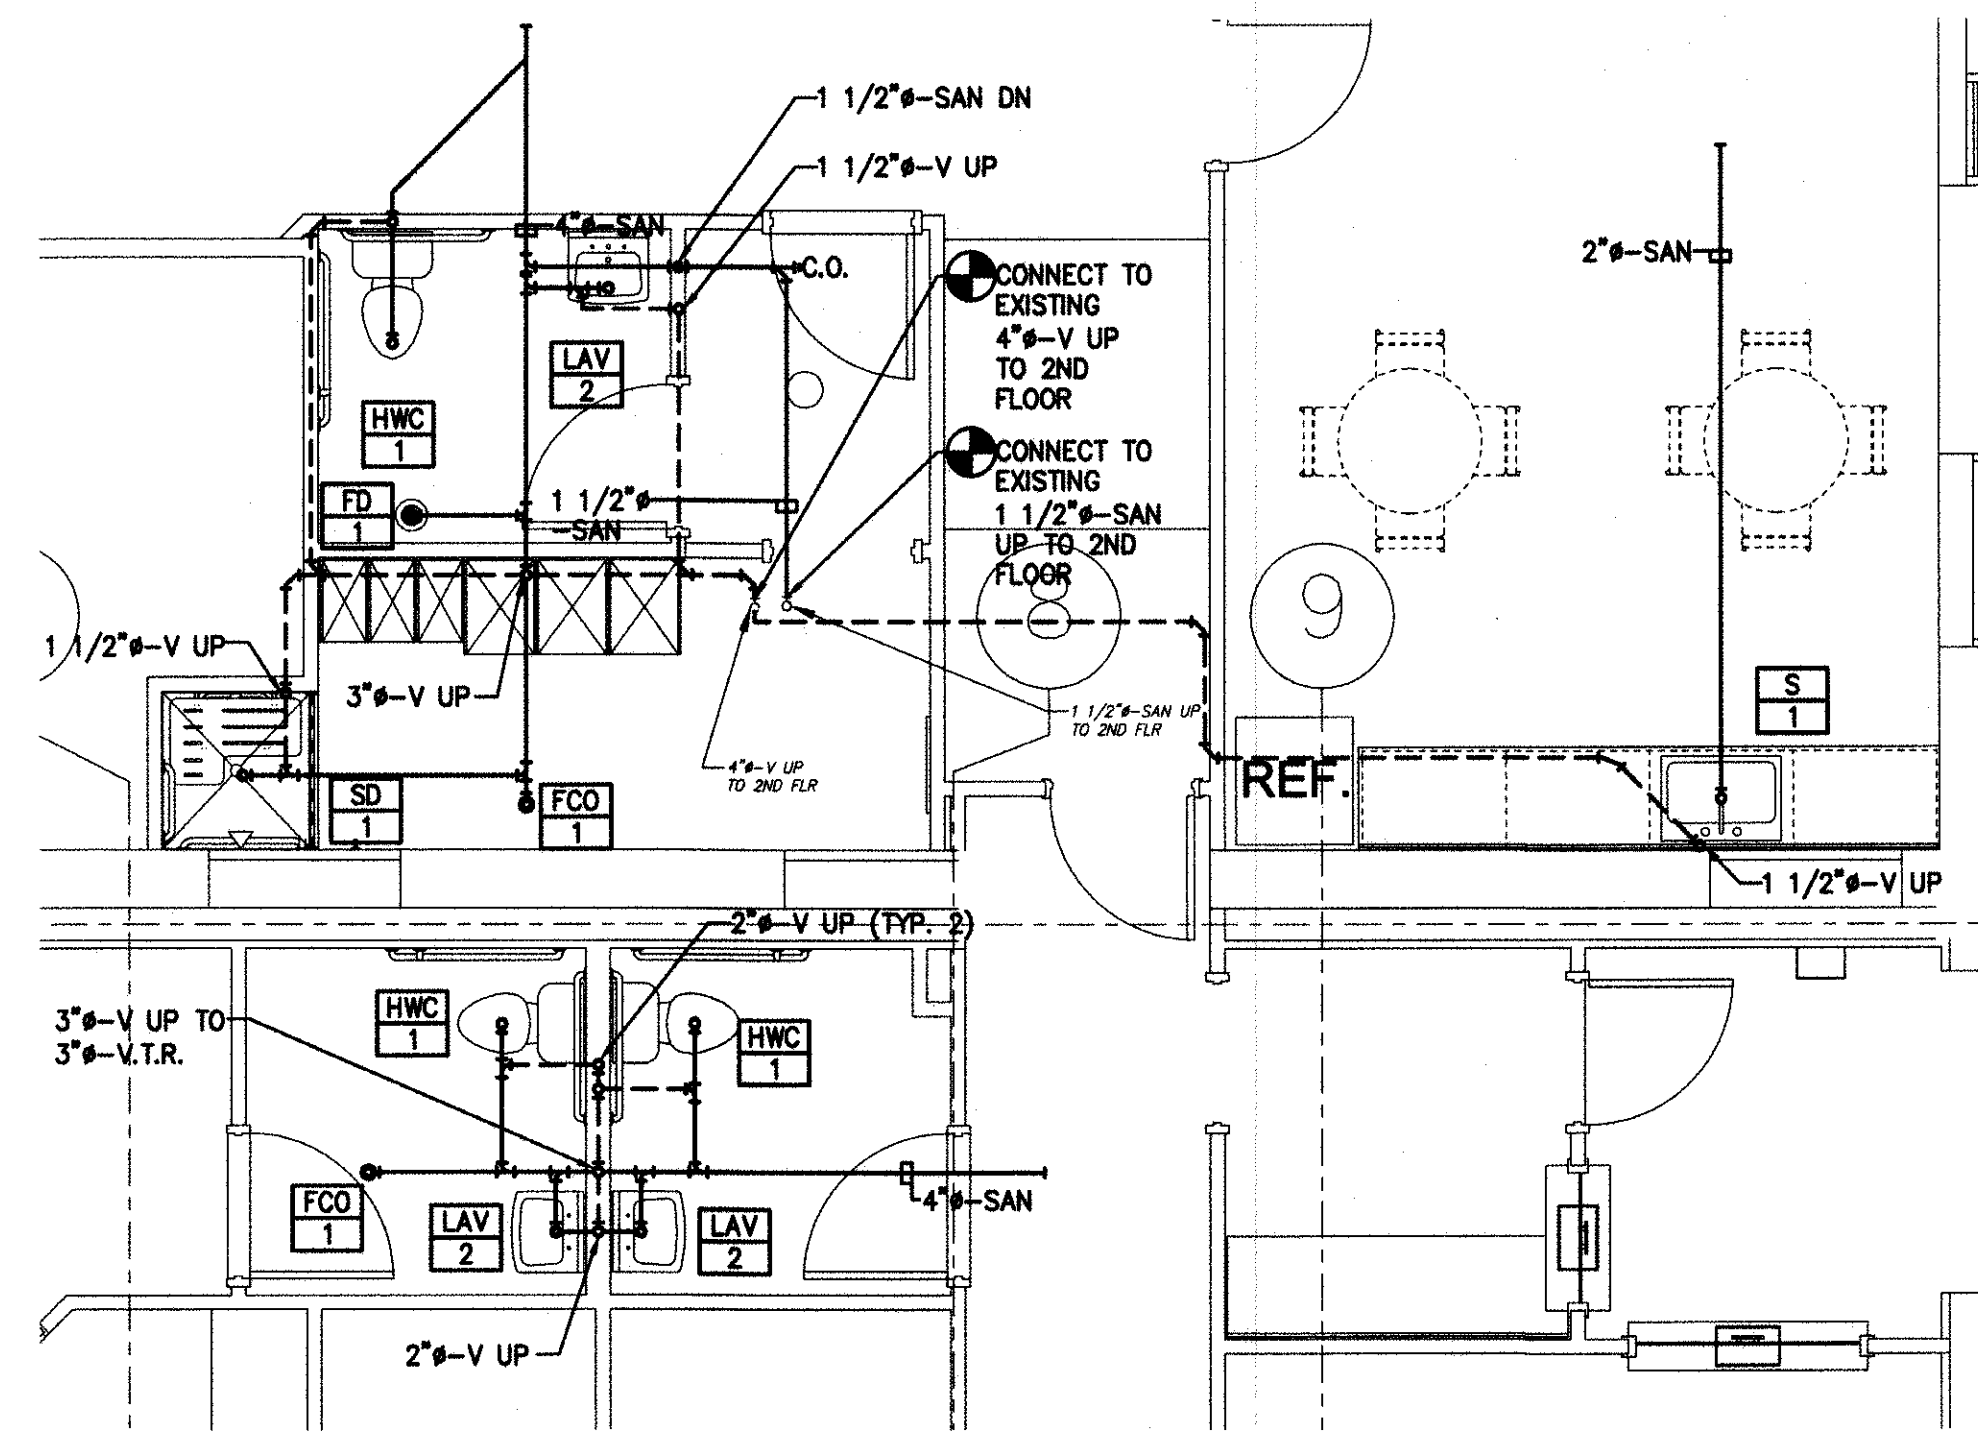 1 1/2"ø-SAN DN
1 1/2"ø-V UP
4"ø-SAN
C.O.
CONNECT TO
EXISTING
4"ø-V UP
TO 2ND
FLOOR
2"ø-SAN
LAV
2
HWC
1
CONNECT TO
EXISTING
1 1/2"ø-SAN
UP TO 2ND
FLOOR
FD
1
1 1/2"ø
-SAN
8
9
1 1/2"ø-V UP
3"ø-V UP
1 1/2"ø-SAN UP
TO 2ND FLR
S
1
4"ø-V UP
TO 2ND FLR
REF.
SD
1
FCO
1
1 1/2"ø-V UP
2"ø-V UP (TYP. 2)
3"ø-V UP TO
3"ø-V.T.R.
HWC
1
HWC
1
FCO
1
LAV
2
LAV
2
4"ø-SAN
2"ø-V UP